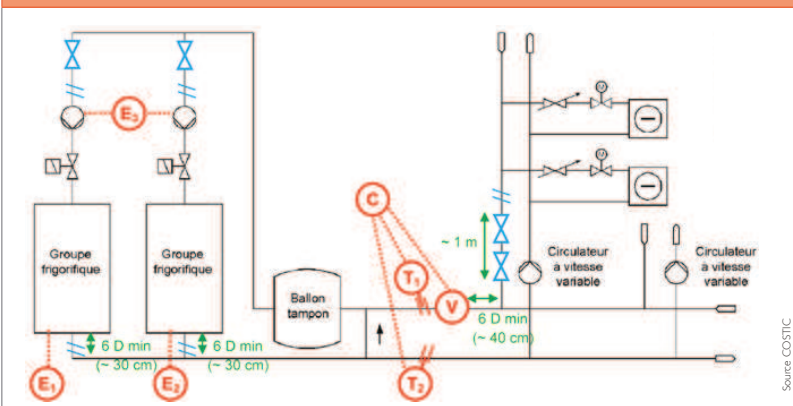 E3
M
M
C
~ 1 m
Groupe
frigorifique
Groupe
frigorifique
T1
Ballon
tampon
V
Circulateur
à vitesse
variable
Circulateur
à vitesse
variable
6 D min
(~ 40 cm)
6 D min
(~ 30 cm)
6 D min
(~ 30 cm)
E1
E2
T2
Source COSTIC